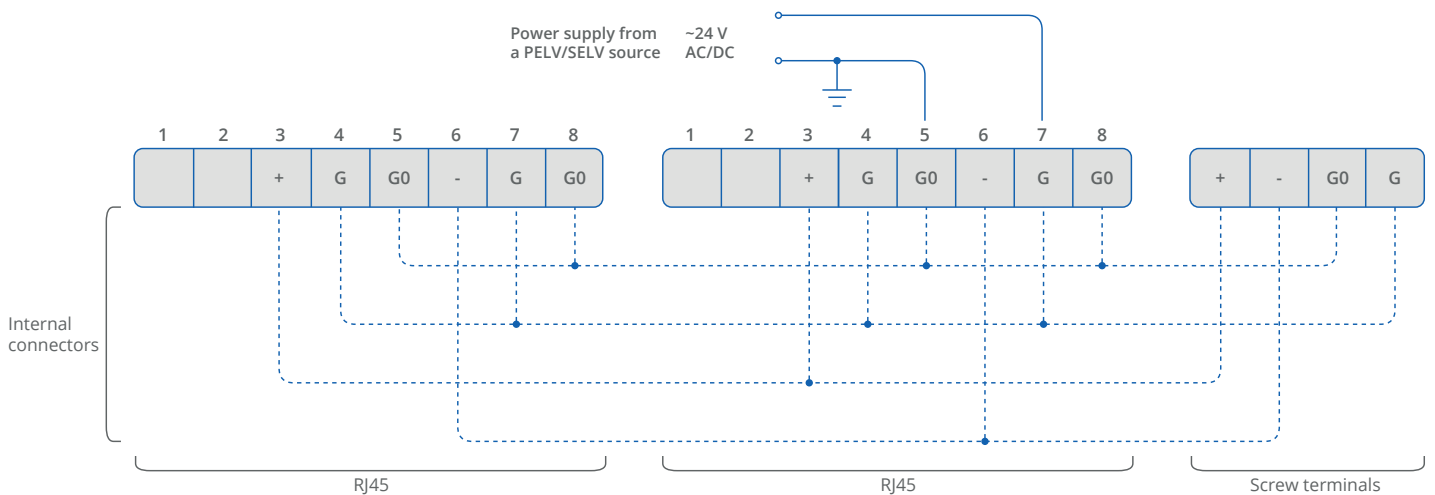 Power supply from ~24 V
a PELV/SELV source AC/DC
1 2 3 4 5 6 7 8 1 2 3 4 5 6 7 8
+ G G0 - G G0 + G G0 - G G0 + - G0 G
Internal
connectors
RJ45 RJ45 Screw terminals